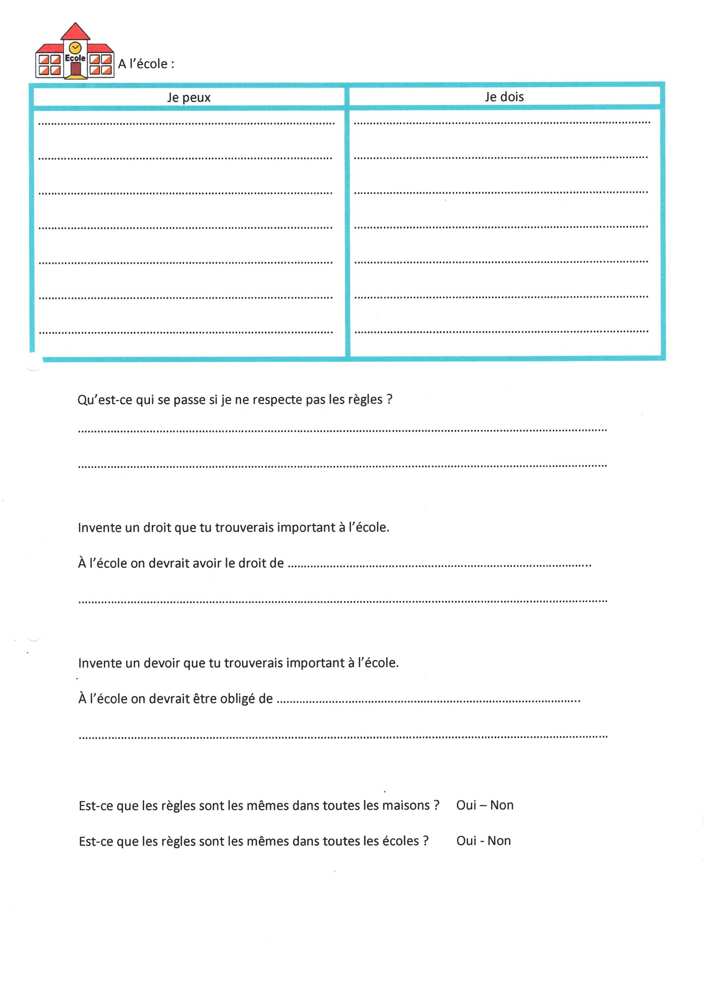 Ecole
A l'école :
Je peux
Je dois
Qu'est-ce qui se passe si je ne respecte pas les règles ?
Invente un droit que tu trouverais important à l'école.
À l'école on devrait avoir le droit de ................................................................................................
Invente un devoir que tu trouverais important à l'école.
À l'école on devrait être obligé de ................................................................................................
Est-ce que les règles sont les mêmes dans toutes les maisons ? Oui – Non
Est-ce que les règles sont les mêmes dans toutes les écoles ? Oui - Non